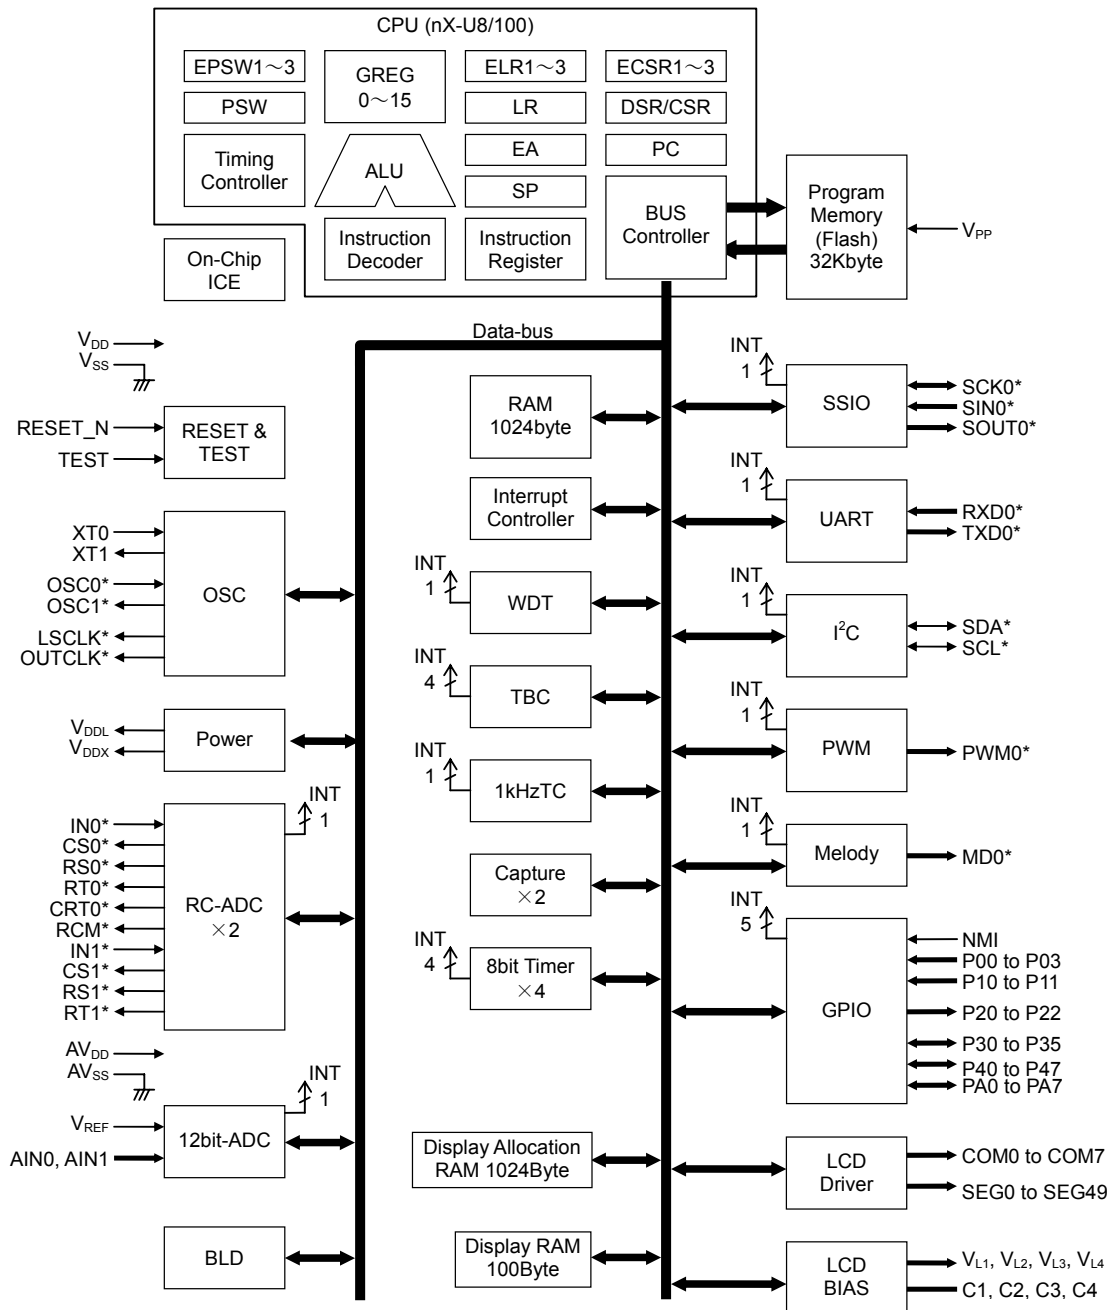 CPU (nX-U8/100)
EPSW1～3
GREG
0～15
ELR1～3
ECSR1～3
PSW
LR
DSR/CSR
Timing
Controller
ALU
EA
PC
SP
BUS
Controller
Instruction
Decoder
Instruction
Register
On-Chip
ICE
Program
Memory
(Flash)
32Kbyte
VPP
Data-bus
VDD
VSS
RESET_N
TEST
RESET &
TEST
XT0
XT1
OSC0*
OSC1*
LSCLK*
OUTCLK*
OSC
VDDL
VDDX
Power
IN0*
CS0*
RS0*
RT0*
CRT0*
RCM*
IN1*
CS1*
RS1*
RT1*
RC-ADC
×2
INT
1
AVDD
AVSS
VREF
AIN0, AIN1
12bit-ADC
INT
1
BLD
RAM
1024byte
Interrupt
Controller
INT
1
WDT
INT
4
TBC
INT
1
1kHzTC
Capture
×2
INT
4
8bit Timer
×4
Display Allocation
RAM 1024Byte
Display RAM
100Byte
INT
1
SSIO
SCK0*
SIN0*
SOUT0*
INT
1
UART
RXD0*
TXD0*
INT
1
I²C
SDA*
SCL*
INT
1
PWM
PWM0*
INT
1
Melody
MD0*
INT
5
GPIO
NMI
P00 to P03
P10 to P11
P20 to P22
P30 to P35
P40 to P47
PA0 to PA7
LCD
Driver
COM0 to COM7
SEG0 to SEG49
LCD
BIAS
VL1, VL2, VL3, VL4
C1, C2, C3, C4